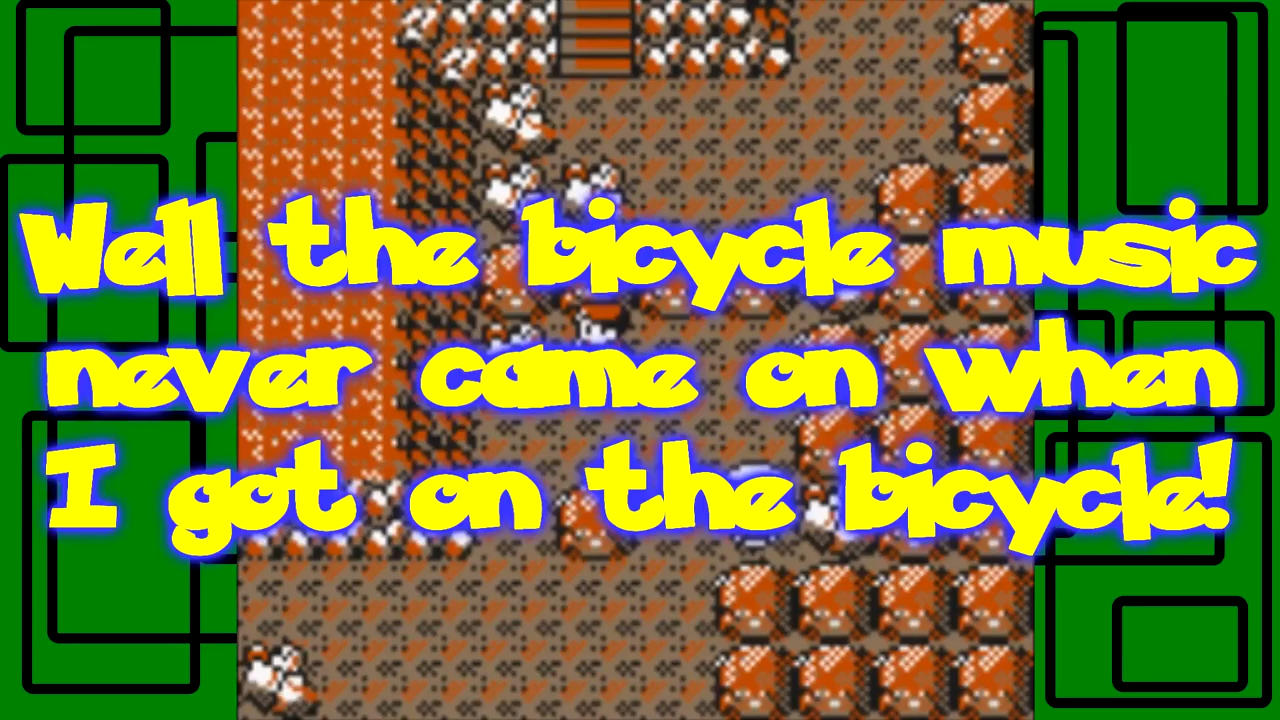 Well the bicycle music
never came on when
I got on the bicycle!